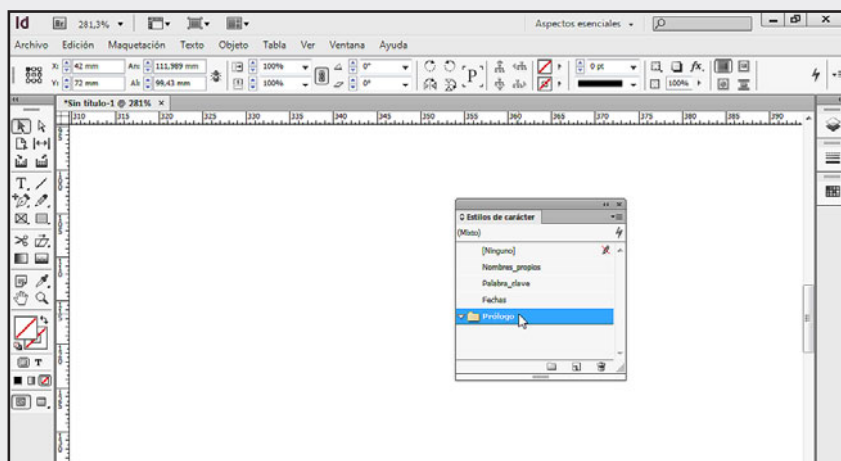 Id Br 281,3% Aspectos esenciales
Archivo Edición Maquetación Texto Objeto Tabla Ver Ventana Ayuda
X: 42 mm An: 111,989 mm 100% 0° P 0 pt fx.
Y: 72 mm Al: 99,43 mm 100% 0° 100%
*Sin título-1 @ 281% ×
310 315 320 325 330 335 340 345 350 355 360 365 370 375 380 385 390
Estilos de carácter
(Mixto)
[Ninguno]
Nombres_propios
Palabra_clave
Fechas
Prólogo
T